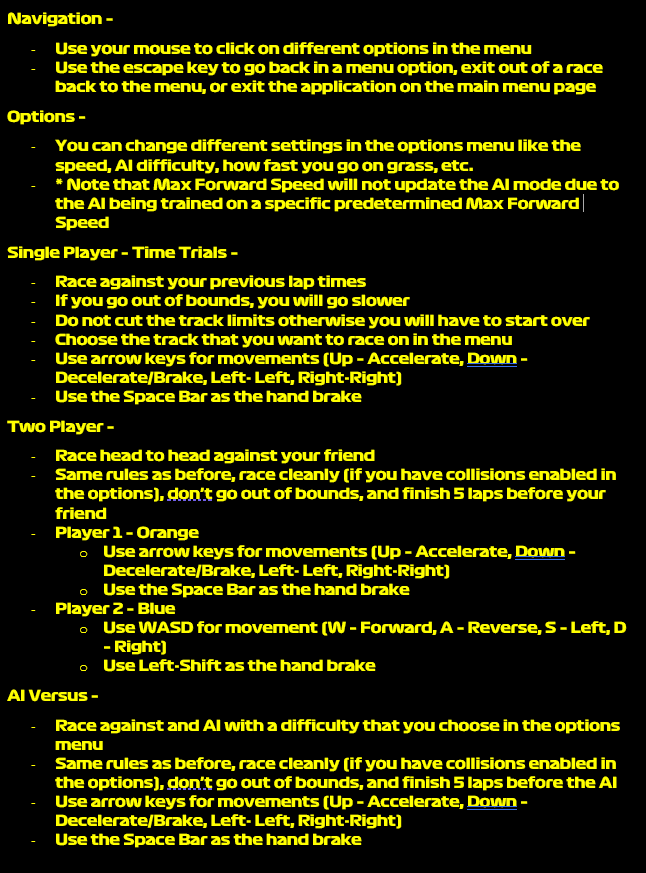 Navigation -
- Use your mouse to click on different options in the menu
- Use the escape key to go back in a menu option, exit out of a race
back to the menu, or exit the application on the main menu page
Options -
- You can change different settings in the options menu like the
speed, AI difficulty, how fast you go on grass, etc.
- * Note that Max Forward Speed will not update the AI mode due to
the AI being trained on a specific predetermined Max Forward
Speed
Single Player - Time Trials -
- Race against your previous lap times
- If you go out of bounds, you will go slower
- Do not cut the track limits otherwise you will have to start over
- Choose the track that you want to race on in the menu
- Use arrow keys for movements (Up - Accelerate, Down -
Decelerate/Brake, Left- Left, Right-Right)
- Use the Space Bar as the hand brake
Two Player -
- Race head to head against your friend
- Same rules as before, race cleanly (if you have collisions enabled in
the options), don't go out of bounds, and finish 5 laps before your
friend
- Player 1 - Orange
o Use arrow keys for movements (Up - Accelerate, Down -
Decelerate/Brake, Left- Left, Right-Right)
o Use the Space Bar as the hand brake
- Player 2 - Blue
o Use WASD for movement (W - Forward, A - Reverse, S - Left, D
- Right)
o Use Left-Shift as the hand brake
AI Versus -
- Race against and AI with a difficulty that you choose in the options
menu
- Same rules as before, race cleanly (if you have collisions enabled in
the options), don't go out of bounds, and finish 5 laps before the AI
- Use arrow keys for movements (Up - Accelerate, Down -
Decelerate/Brake, Left- Left, Right-Right)
- Use the Space Bar as the hand brake